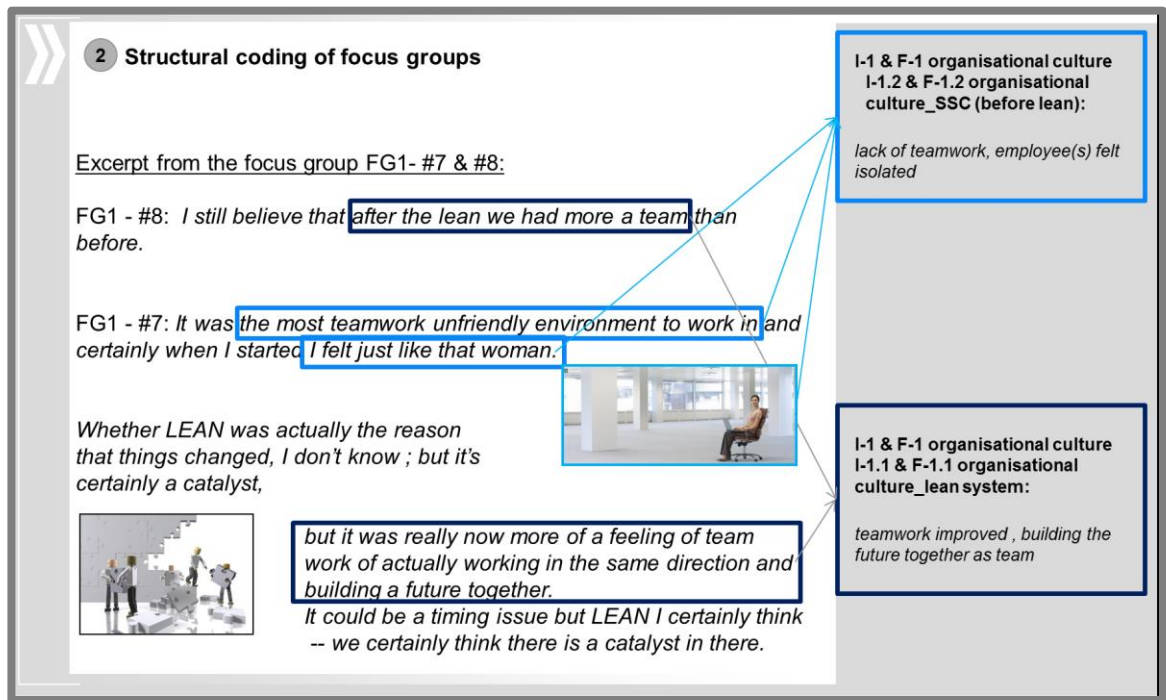 2 Structural coding of focus groups
Excerpt from the focus group FG1- #7 & #8:
FG1 - #8: I still believe that after the lean we had more a team than
before.
FG1 - #7: It was the most teamwork unfriendly environment to work in and
certainly when I started I felt just like that woman.
Whether LEAN was actually the reason
that things changed, I don't know ; but it's
certainly a catalyst,
but it was really now more of a feeling of team
work of actually working in the same direction and
building a future together.
It could be a timing issue but LEAN I certainly think
-- we certainly think there is a catalyst in there.
I-1 & F-1 organisational culture
I-1.2 & F-1.2 organisational
culture_SSC (before lean):
lack of teamwork, employee(s) felt
isolated
I-1 & F-1 organisational culture
I-1.1 & F-1.1 organisational
culture_lean system:
teamwork improved , building the
future together as team